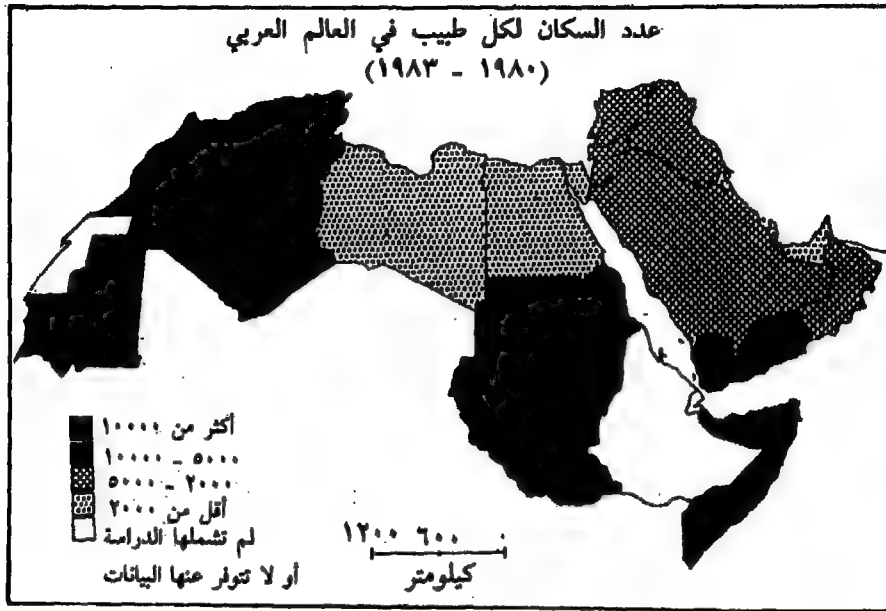 عدد السكان لكل طبيب في العالم العربي
(١٩٨٠ - ١٩٨٣)
أكثر من ١٠٠٠٠
٥٠٠٠ - ١٠٠٠٠
٢٠٠٠ - ٥٠٠٠
أقل من ٢٠٠٠
لم تشملها الدراسة
أو لا تتوفر عنها البيانات
١٢٠٠ ٦٠٠ ٠
كيلومتر